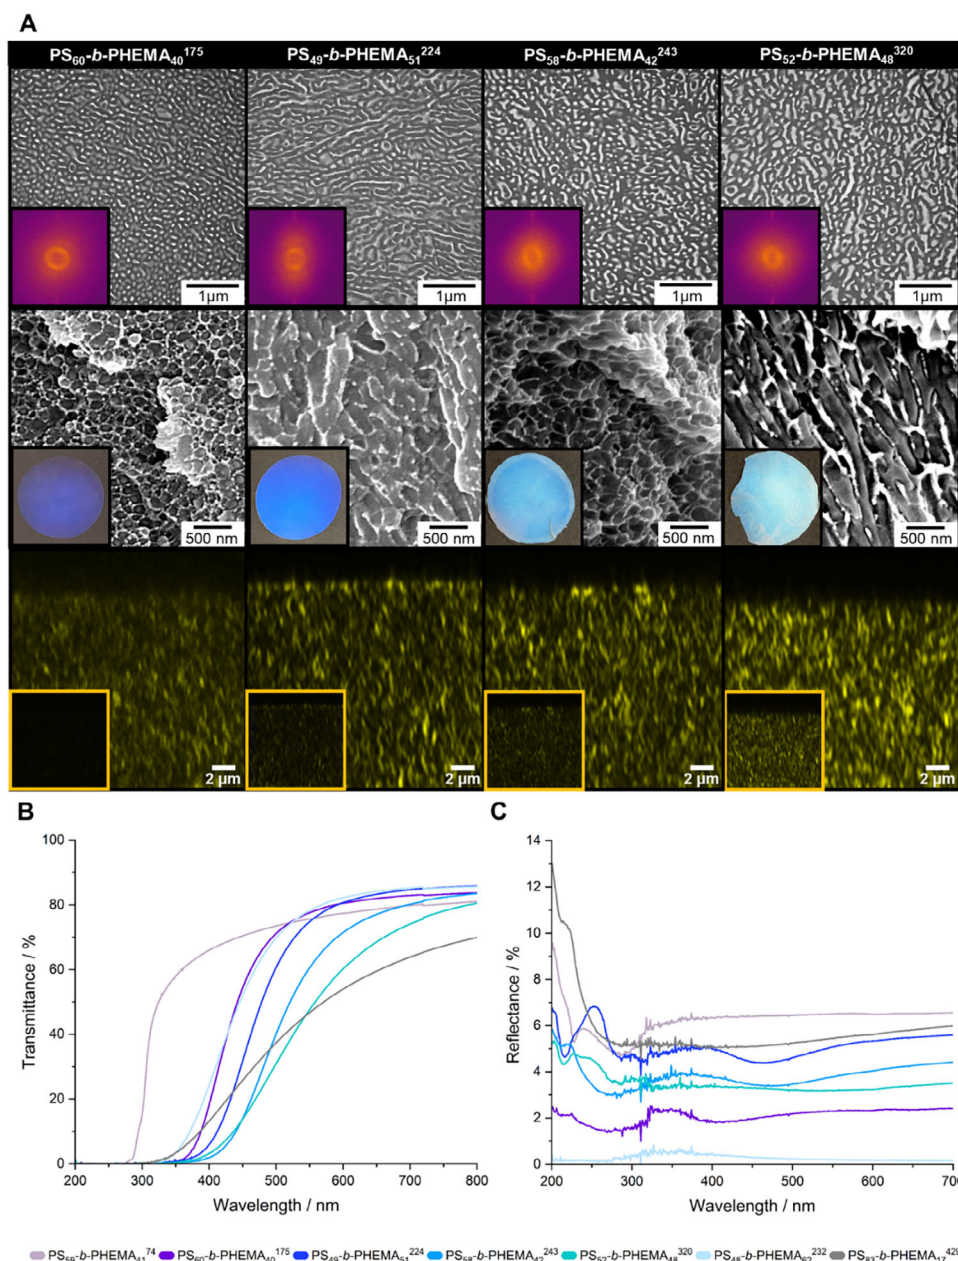 A
PS₆₀-b-PHEMA₄₀¹⁷⁵ PS₄₉-b-PHEMA₅₁²²⁴ PS₅₈-b-PHEMA₄₂²⁴³ PS₅₂-b-PHEMA₄₈³²⁰
1μm 1μm 1μm 1μm
500 nm 500 nm 500 nm 500 nm
2 μm 2 μm 2 μm 2 μm
B
100
80
60
40
20
0
Transmittance / %
200 300 400 500 600 700 800
Wavelength / nm
C
14
12
10
8
6
4
2
0
Reflectance / %
200 300 400 500 600 700
Wavelength / nm
PS₅₉-b-PHEMA₄₁⁷⁴ PS₆₀-b-PHEMA₄₀¹⁷⁵ PS₄₉-b-PHEMA₅₁²²⁴ PS₅₈-b-PHEMA₄₂²⁴³ PS₅₂-b-PHEMA₄₈³²⁰ PS₄₈-b-PHEMA₅₂²³² PS₈₃-b-PHEMA₁₇⁴²⁹